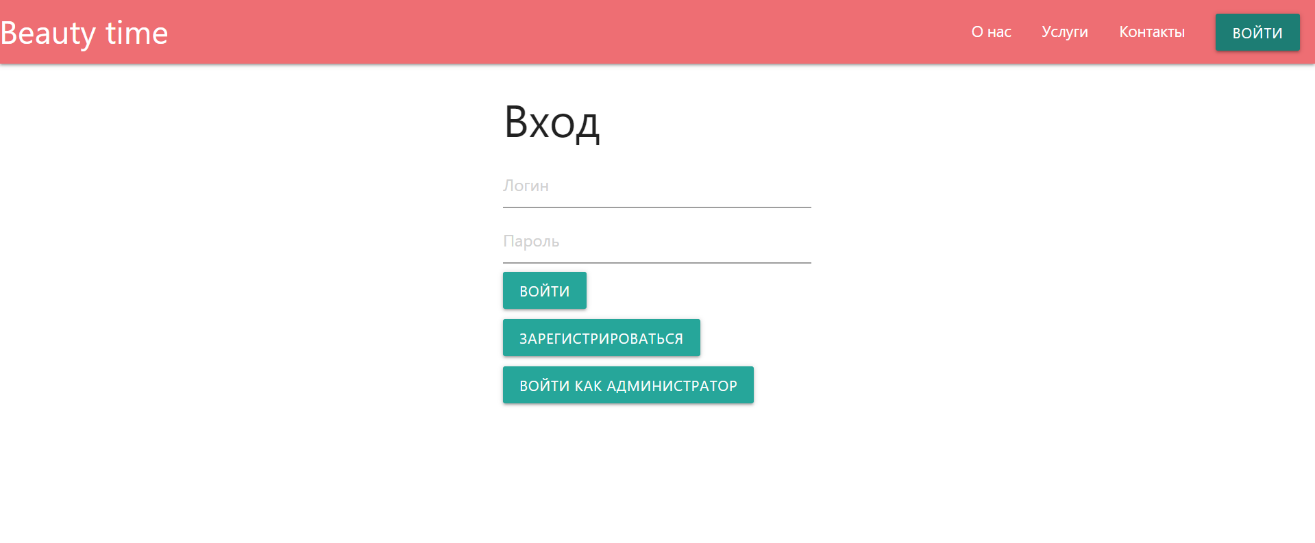 Beauty time
О нас
Услуги
Контакты
ВОЙТИ
Вход
Логин
Пароль
ВОЙТИ
ЗАРЕГИСТРИРОВАТЬСЯ
ВОЙТИ КАК АДМИНИСТРАТОР